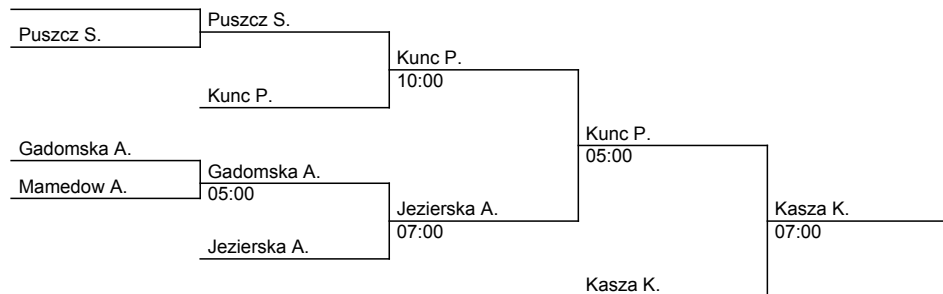 Puszcz S.
Puszcz S.
Kunc P.
10:00
Kunc P.
Kunc P.
05:00
Gadomska A.
Gadomska A.
05:00
Mamedow A.
Jezierska A.
07:00
Kasza K.
07:00
Jezierska A.
Kasza K.